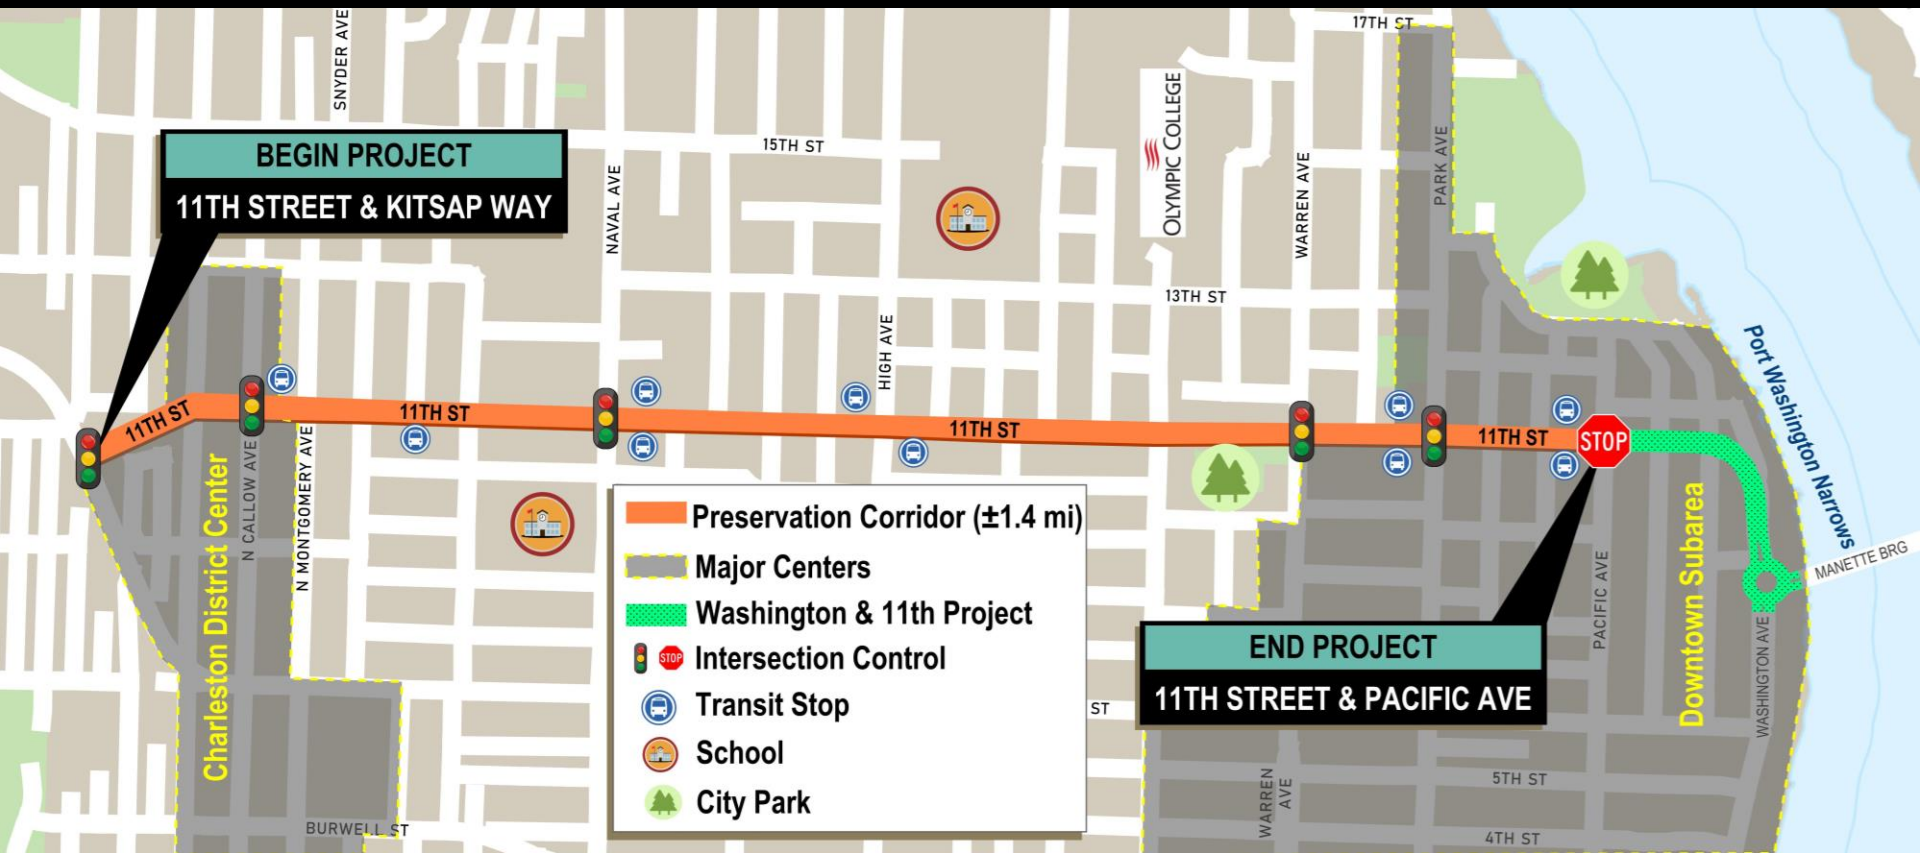 17TH ST
SNYDER AVE
OLYMPIC COLLEGE
BEGIN PROJECT
11TH STREET & KITSAP WAY
15TH ST
NAVAL AVE
WARREN AVE
PARK AVE
13TH ST
HIGH AVE
Port Washington Narrows
11TH ST
11TH ST
11TH ST
11TH ST
STOP
N CALLOW AVE
N MONTGOMERY AVE
Charleston District Center
Preservation Corridor (±1.4 mi)
Major Centers
Washington & 11th Project
STOP
Intersection Control
Transit Stop
School
City Park
MANETTE BRG
PACIFIC AVE
Downtown Subarea
WASHINGTON AVE
END PROJECT
11TH STREET & PACIFIC AVE
ST
5TH ST
WARREN
AVE
BURWELL ST
4TH ST